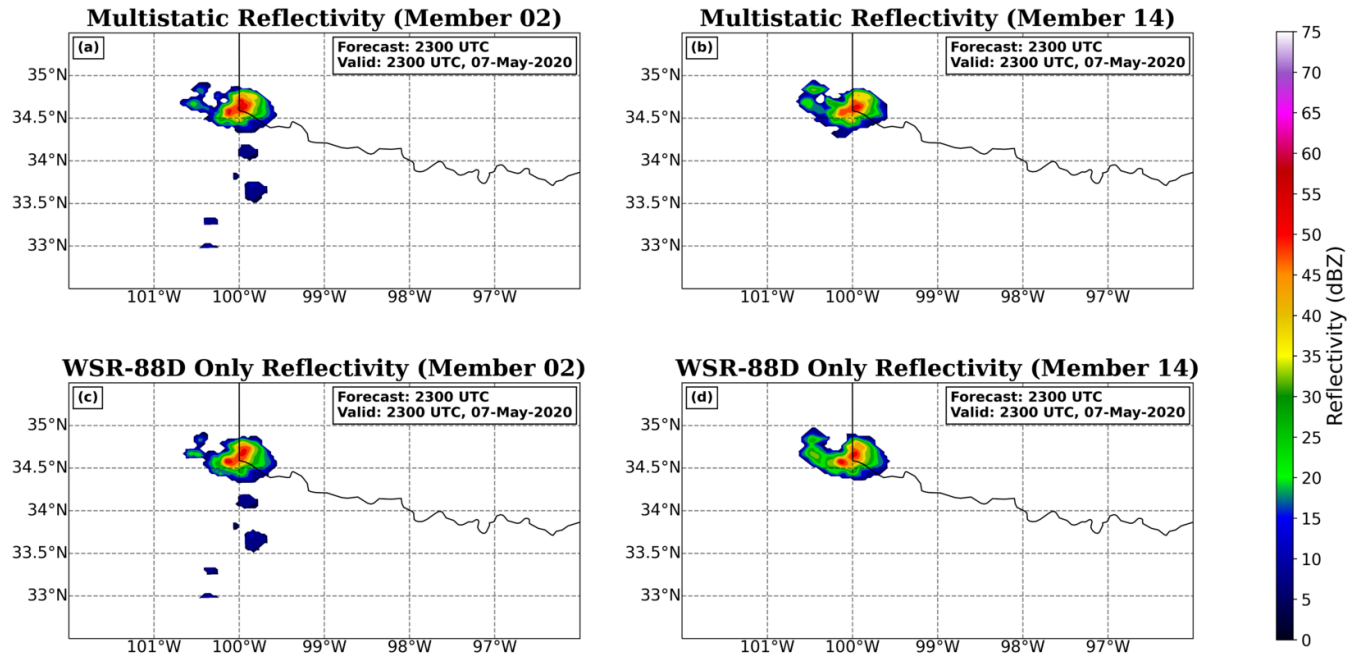 Multistatic Reflectivity (Member 02)
(a)
Forecast: 2300 UTC
Valid: 2300 UTC, 07-May-2020
35°N
34.5°N
34°N
33.5°N
33°N
101°W 100°W 99°W 98°W 97°W
Multistatic Reflectivity (Member 14)
(b)
Forecast: 2300 UTC
Valid: 2300 UTC, 07-May-2020
35°N
34.5°N
34°N
33.5°N
33°N
101°W 100°W 99°W 98°W 97°W
WSR-88D Only Reflectivity (Member 02)
(c)
Forecast: 2300 UTC
Valid: 2300 UTC, 07-May-2020
35°N
34.5°N
34°N
33.5°N
33°N
101°W 100°W 99°W 98°W 97°W
WSR-88D Only Reflectivity (Member 14)
(d)
Forecast: 2300 UTC
Valid: 2300 UTC, 07-May-2020
35°N
34.5°N
34°N
33.5°N
33°N
101°W 100°W 99°W 98°W 97°W
75
70
65
60
55
50
45
40
35
30
25
20
15
10
5
0
Reflectivity (dBZ)